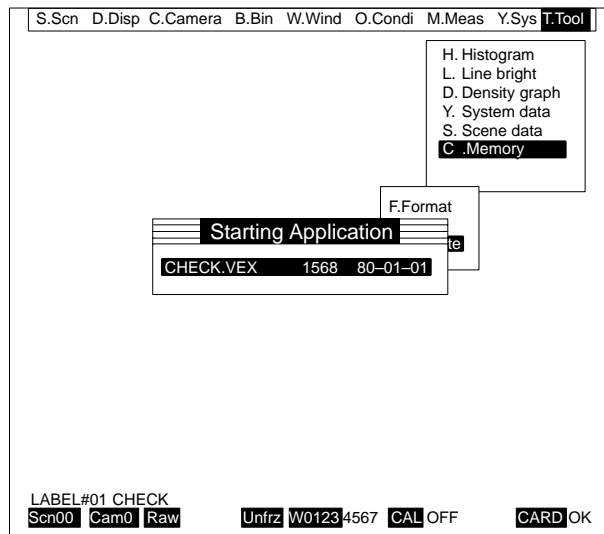 S.Scn D.Disp C.Camera B.Bin W.Wind O.Condi M.Meas Y.Sys T.Tool
H. Histogram
L. Line bright
D. Density graph
Y. System data
S. Scene data
C .Memory
F.Format
te
Starting Application
CHECK.VEX 1568 80–01–01
LABEL#01 CHECK
Scn00 Cam0 Raw Unfrz W01234567 CAL OFF CARD OK